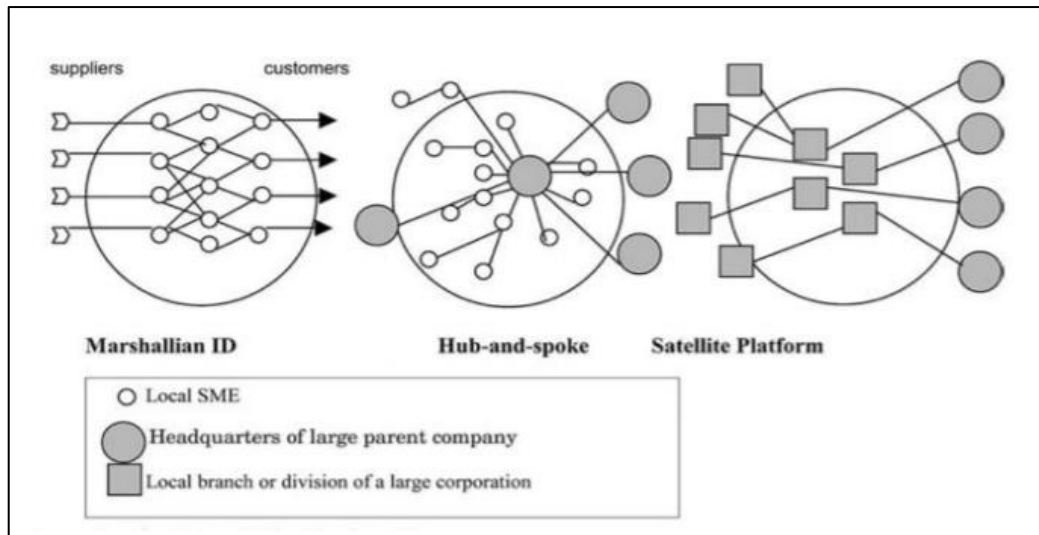 suppliers customers
Marshallian ID Hub-and-spoke Satellite Platform
Local SME
Headquarters of large parent company
Local branch or division of a large corporation